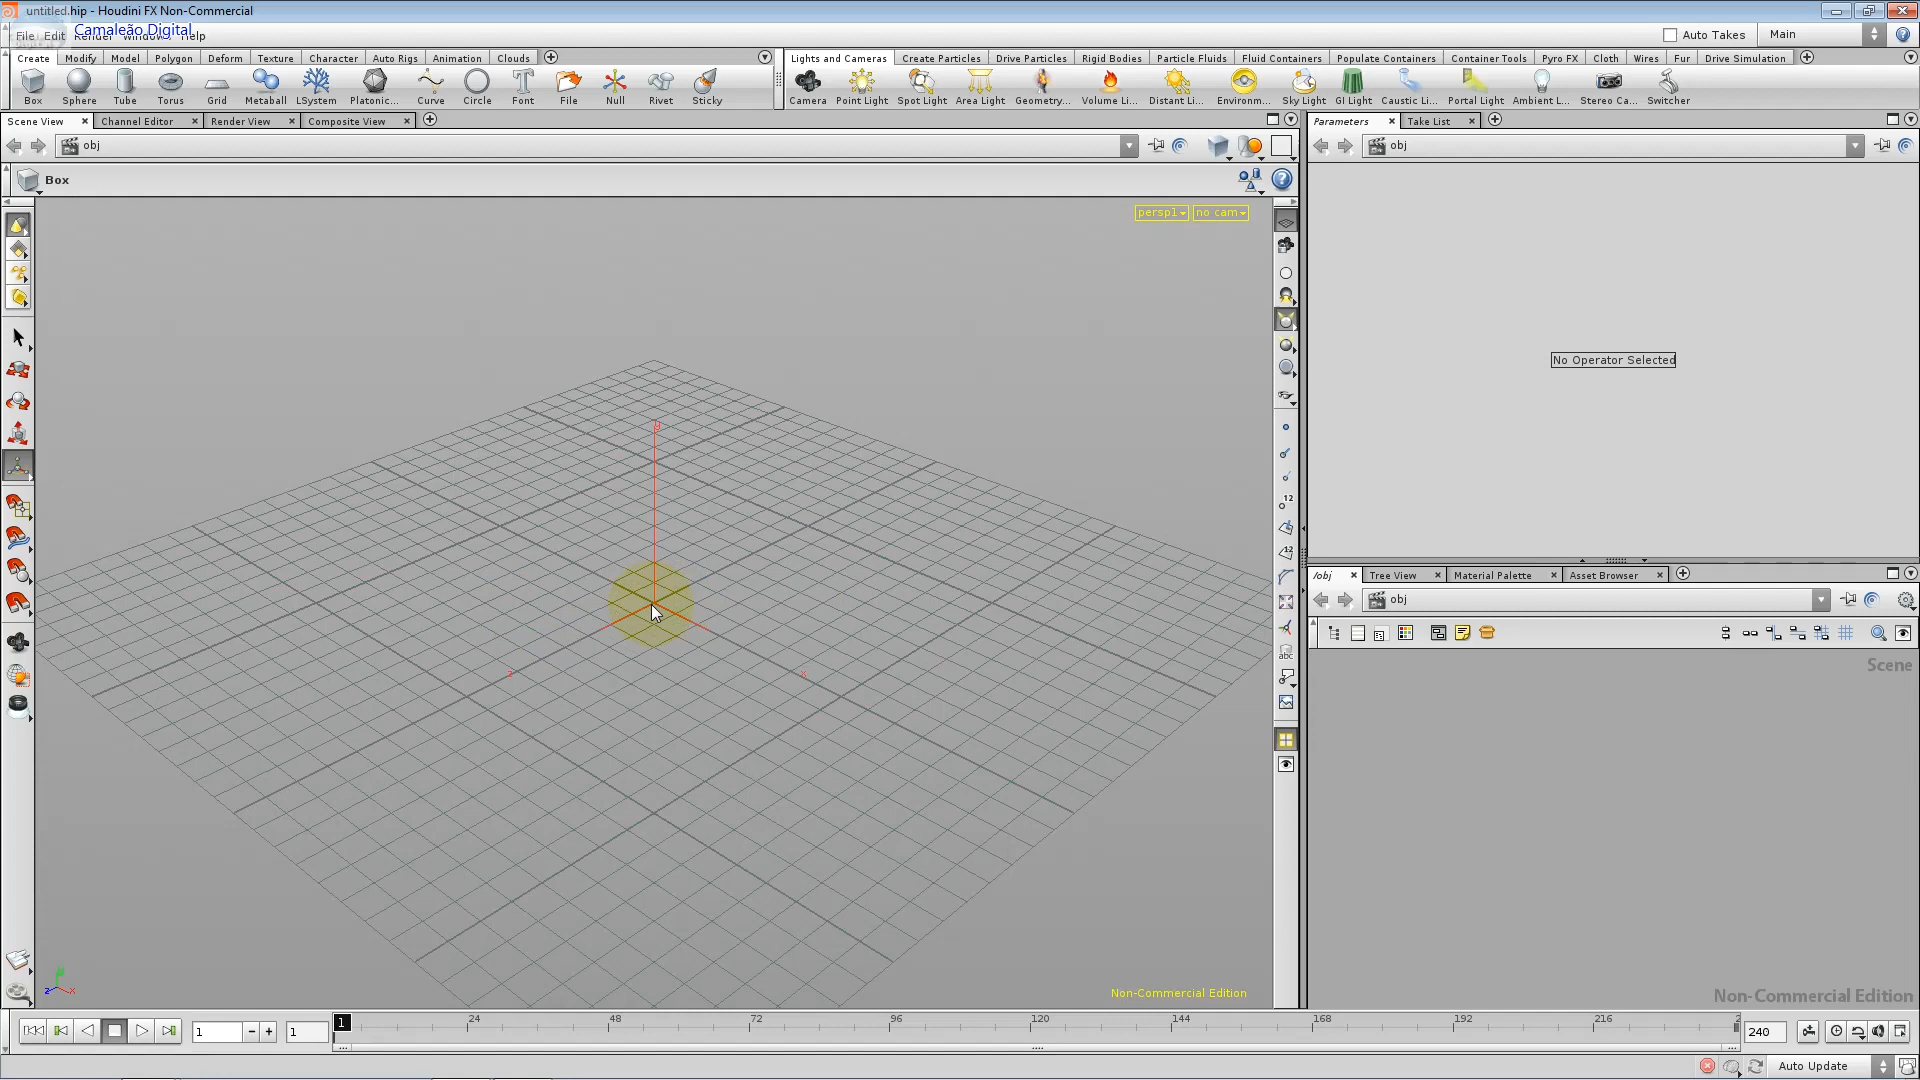 untitled.hip - Houdini FX Non-Commercial
Camaleão Digital
File Edit Render Window Help
Auto Takes
Main
Create Modify Model Polygon Deform Texture Character Auto Rigs Animation Clouds
Lights and Cameras Create Particles Drive Particles Rigid Bodies Particle Fluids Fluid Containers Populate Containers Container Tools Pyro FX Cloth Wires Fur Drive Simulation
Box Sphere Tube Torus Grid Metaball LSystem Platonic... Curve Circle Font File Null Rivet Sticky
Camera Point Light Spot Light Area Light Geometry... Volume Li... Distant Li... Environm... Sky Light GI Light Caustic Li... Portal Light Ambient L... Stereo Ca... Switcher
Scene View Channel Editor Render View Composite View
Parameters Take List
obj
obj
Box
persp1 no cam
No Operator Selected
y
z
x
12
12
abc
/obj Tree View Material Palette Asset Browser
obj
Scene
z x
Non-Commercial Edition
Non-Commercial Edition
1
1
1 24 48 72 96 120 144 168 192 216 2
240
Auto Update